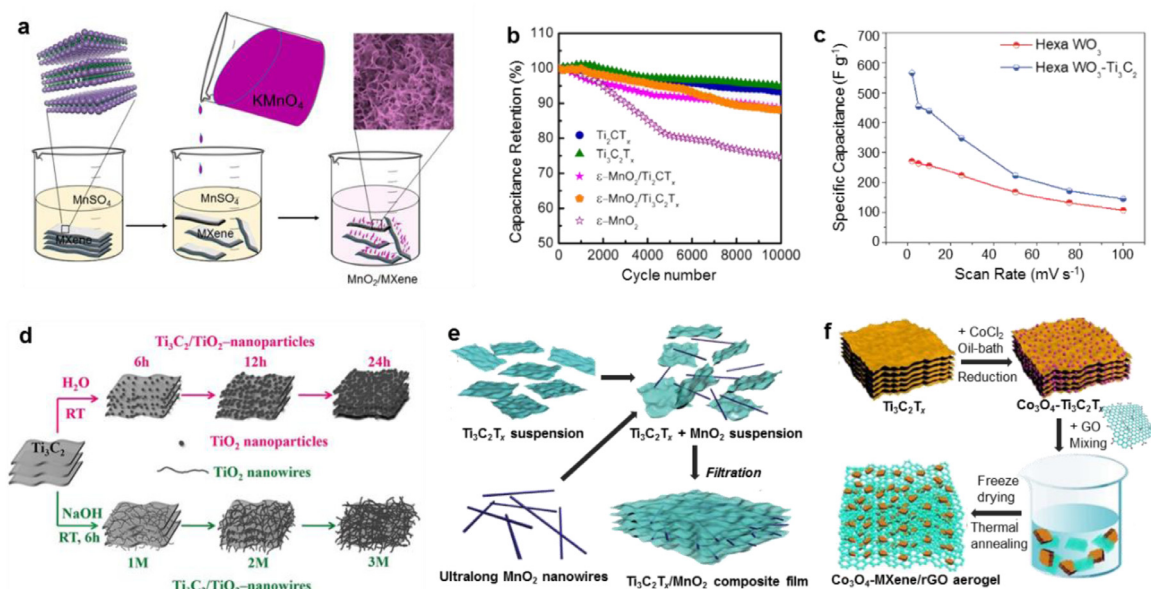 a
KMnO₄
MnSO₄
MXene
MnSO₄
MXene
MnO₂/MXene
b
Capacitance Retention (%)
110
100
90
80
70
60
50
Ti₂CTₓ
Ti₃C₂Tₓ
ε-MnO₂/Ti₂CTₓ
ε-MnO₂/Ti₃C₂Tₓ
ε-MnO₂
0 2000 4000 6000 8000 10000
Cycle number
c
Specific Capacitance (F g⁻¹)
700
600
500
400
300
200
100
0
Hexa WO₃
Hexa WO₃-Ti₃C₂
0 20 40 60 80 100
Scan Rate (mV s⁻¹)
d
Ti₃C₂/TiO₂–nanoparticles
6h 12h 24h
H₂O
RT
Ti₃C₂
TiO₂ nanoparticles
TiO₂ nanowires
NaOH
RT, 6h
1M 2M 3M
Ti₃C₂/TiO₂–nanowires
e
Ti₃C₂Tₓ suspension
Ti₃C₂Tₓ + MnO₂ suspension
Filtration
Ultralong MnO₂ nanowires
Ti₃C₂Tₓ/MnO₂ composite film
f
+ CoCl₂
Oil-bath
Reduction
Ti₃C₂Tₓ
Co₃O₄-Ti₃C₂Tₓ
+ GO
Mixing
Freeze
drying
Thermal
annealing
Co₃O₄-MXene/rGO aerogel